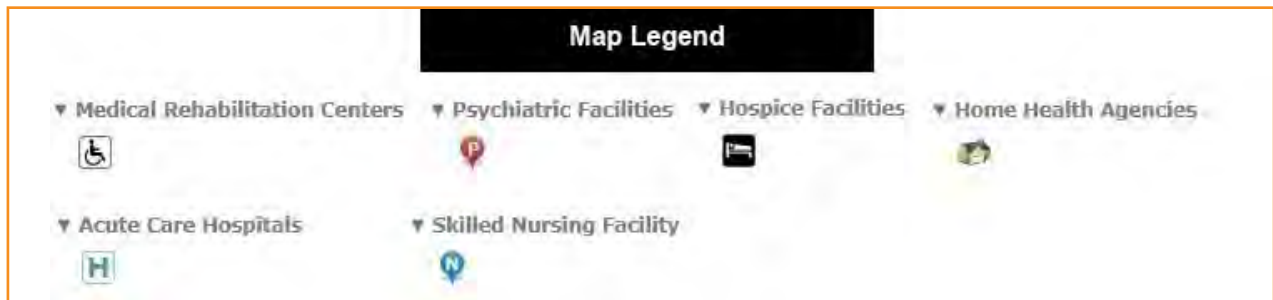 Map Legend
▼ Medical Rehabilitation Centers ▼ Psychiatric Facilities ▼ Hospice Facilities ▼ Home Health Agencies
P
▼ Acute Care Hospitals ▼ Skilled Nursing Facility
H N